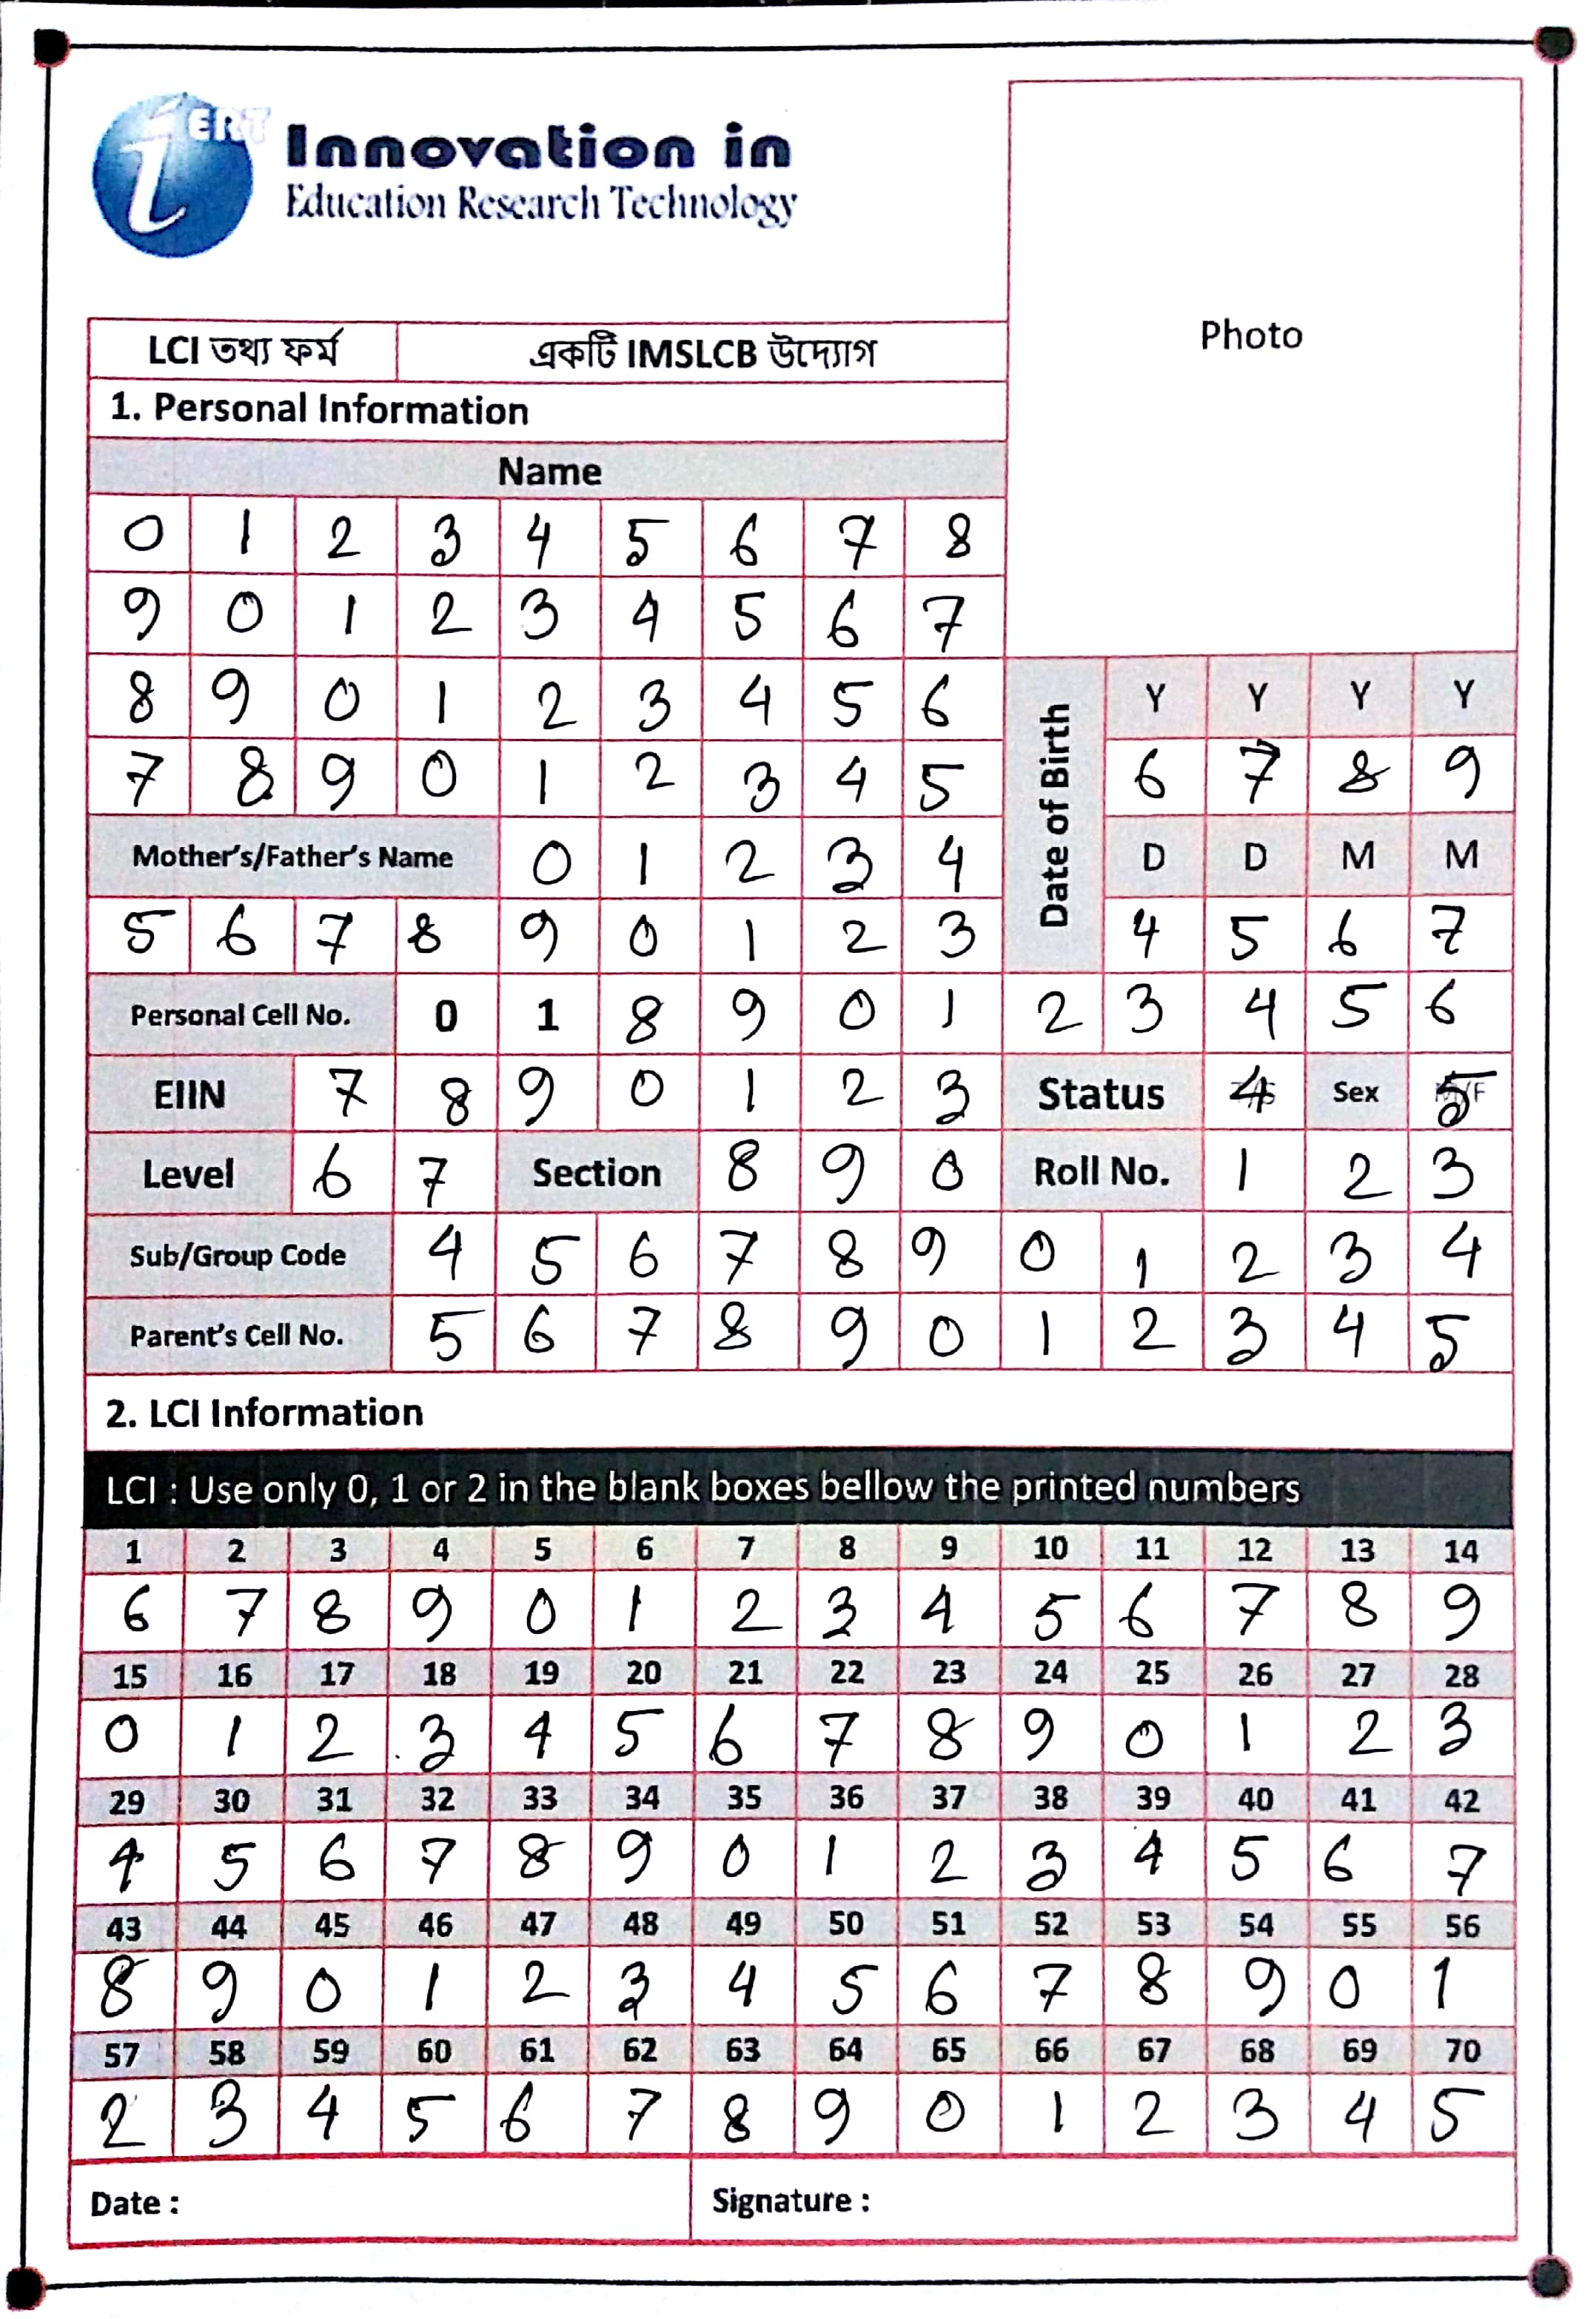 iERT Innovation in
Education Research Technology
Photo
LCI তথ্য ফর্ম একটি IMSLCB উদ্যোগ
1. Personal Information
Name
0 1 2 3 4 5 6 7 8
9 0 1 2 3 4 5 6 7
8 9 0 1 2 3 4 5 6
7 8 9 0 1 2 3 4 5
Date of Birth
Y Y Y Y
6 7 8 9
D D M M
4 5 6 7
Mother's/Father's Name 0 1 2 3 4
5 6 7 8 9 0 1 2 3
Personal Cell No. 0 1 8 9 0 1 2 3 4 5 6
EIIN 7 8 9 0 1 2 3 Status 4 Sex 5
Level 6 7 Section 8 9 0 Roll No. 1 2 3
Sub/Group Code 4 5 6 7 8 9 0 1 2 3 4
Parent's Cell No. 5 6 7 8 9 0 1 2 3 4 5
2. LCI Information
LCI : Use only 0, 1 or 2 in the blank boxes bellow the printed numbers
1 2 3 4 5 6 7 8 9 10 11 12 13 14
6 7 8 9 0 1 2 3 4 5 6 7 8 9
15 16 17 18 19 20 21 22 23 24 25 26 27 28
0 1 2 3 4 5 6 7 8 9 0 1 2 3
29 30 31 32 33 34 35 36 37 38 39 40 41 42
4 5 6 7 8 9 0 1 2 3 4 5 6 7
43 44 45 46 47 48 49 50 51 52 53 54 55 56
8 9 0 1 2 3 4 5 6 7 8 9 0 1
57 58 59 60 61 62 63 64 65 66 67 68 69 70
2 3 4 5 6 7 8 9 0 1 2 3 4 5
Date : Signature :